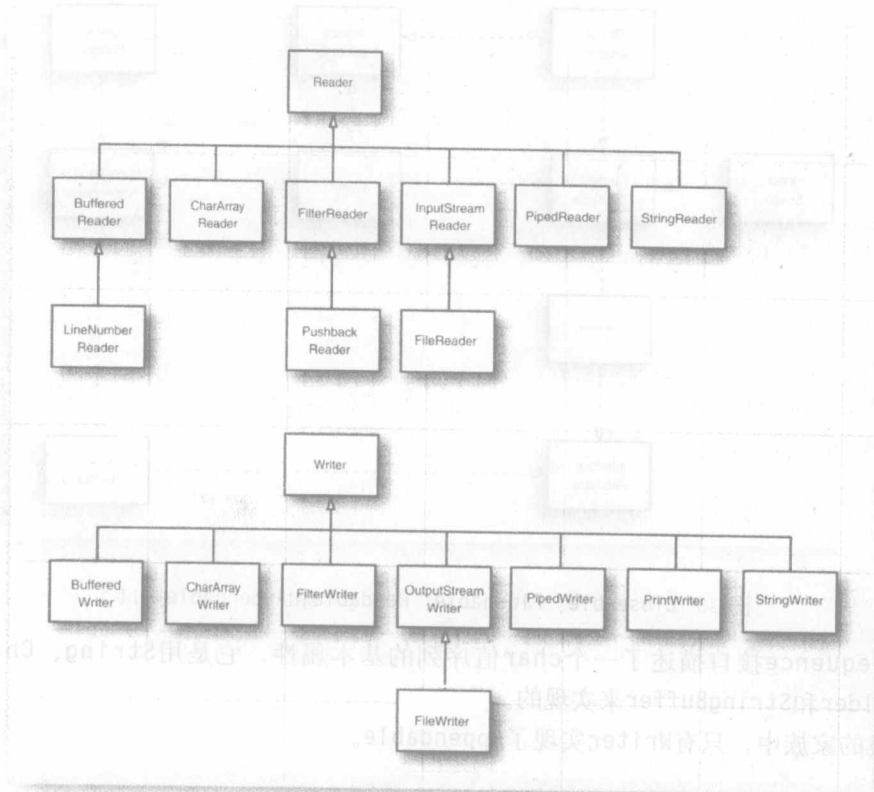 Reader
Buffered
Reader
CharArray
Reader
FilterReader
InputStream
Reader
PipedReader
StringReader
LineNumber
Reader
Pushback
Reader
FileReader
Writer
Buffered
Writer
CharArray
Writer
FilterWriter
OutputStream
Writer
PipedWriter
PrintWriter
StringWriter
equence接口描述了一个char值序列的基本属性,它是用String、Ch
lder和StringBuffer来实现的。
的家族中,只有Writer实现了Appendable。
FileWriter